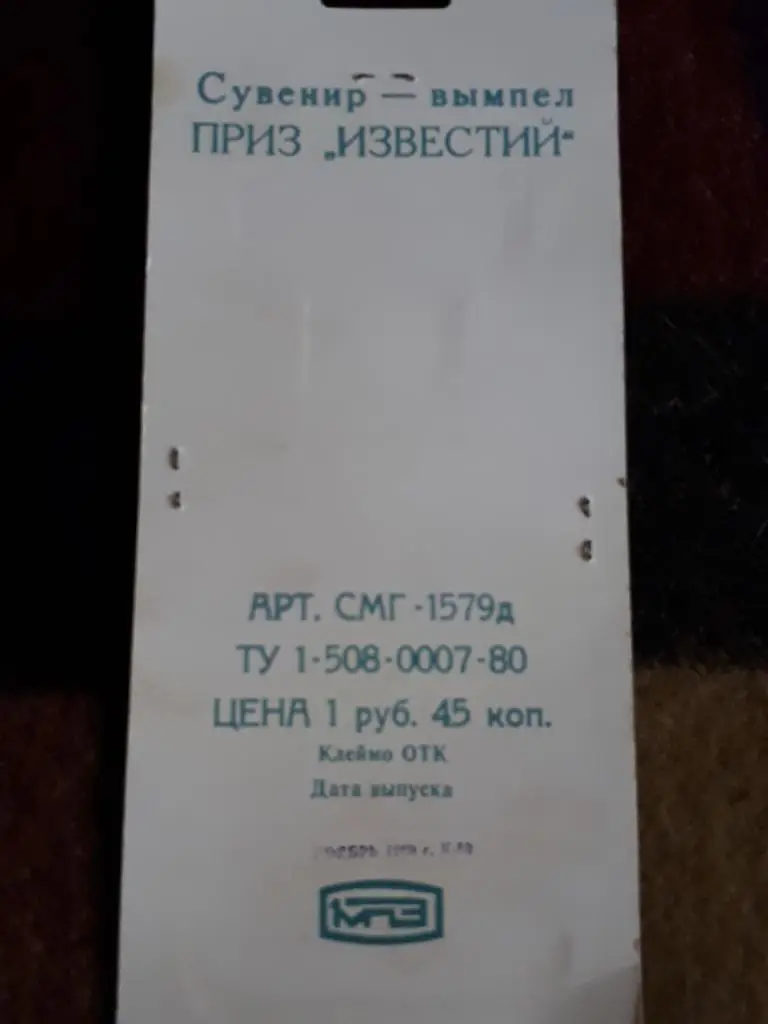 Сувенир — вымпел
ПРИЗ „ИЗВЕСТИЙ“
АРТ. СМГ-1579д
ТУ 1-508-0007-80
ЦЕНА 1 руб. 45 коп.
Клеймо ОТК
Дата выпуска